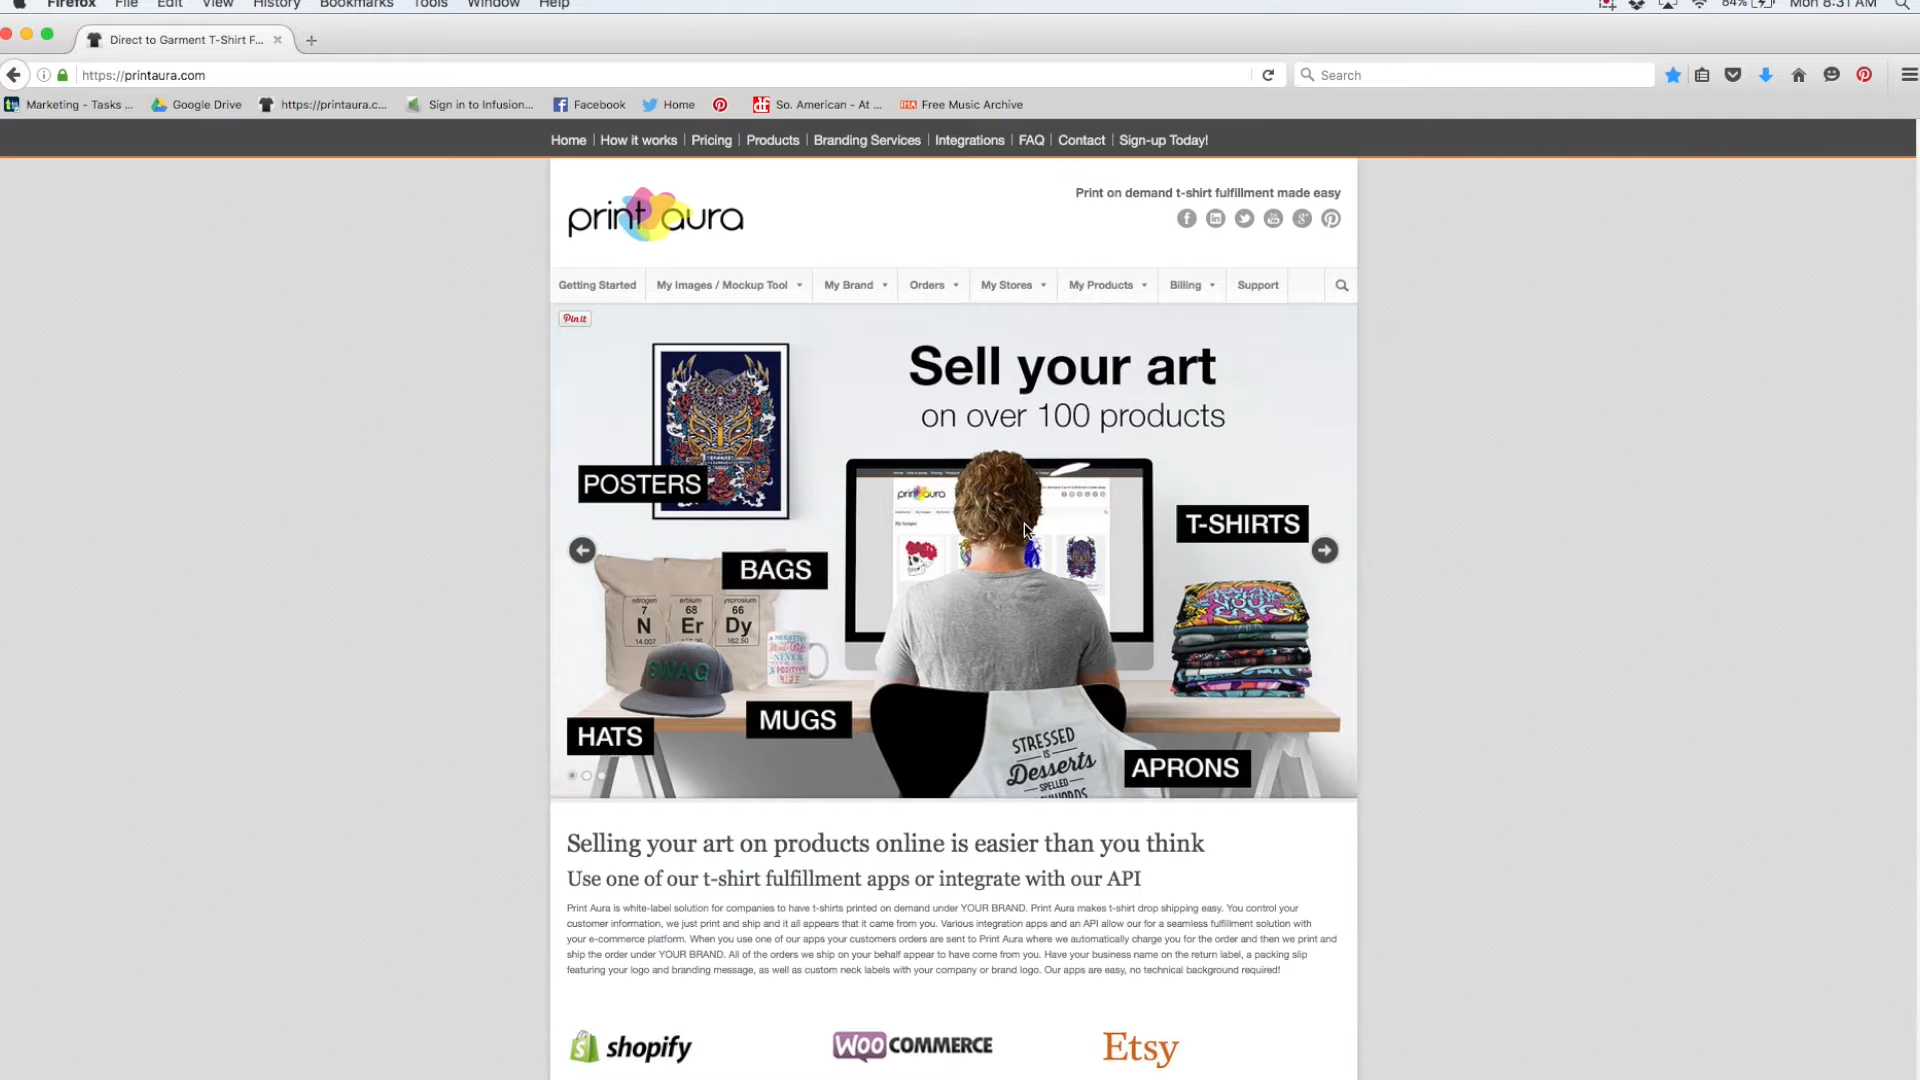 Firefox File Edit View History Bookmarks Tools Window Help 84% Mon 8:31 AM
Direct to Garment T-Shirt F...
https://printaura.com
Search
Marketing - Tasks ... Google Drive https://printaura.c... Sign in to Infusion... Facebook Home So. American - At ... FMA Free Music Archive
Home How it works Pricing Products Branding Services Integrations FAQ Contact Sign-up Today!
print aura
Print on demand t-shirt fulfillment made easy
Getting Started My Images / Mockup Tool My Brand Orders My Stores My Products Billing Support
Pin it
Sell your art
on over 100 products
POSTERS
print aura
T-SHIRTS
BAGS
nitrogen erbium dysprosium
7 68 66
N Er Dy
14.007 162.50
SWAG
A NEGATIVE
MIND
NEVER
POSITIVE
MUGS
HATS
STRESSED
IS
Desserts
SPELLED
APRONS
Selling your art on products online is easier than you think
Use one of our t-shirt fulfillment apps or integrate with our API
Print Aura is white-label solution for companies to have t-shirts printed on demand under YOUR BRAND. Print Aura makes t-shirt drop shipping easy. You control your
customer information, we just print and ship and it all appears that it came from you. Various integration apps and an API allow our for a seamless fulfillment solution with
your e-commerce platform. When you use one of our apps your customers orders are sent to Print Aura where we automatically charge you for the order and then we print and
ship the order under YOUR BRAND. All of the orders we ship on your behalf appear to have come from you. Have your business name on the return label, a packing slip
featuring your logo and branding message, as well as custom neck labels with your company or brand logo. Our apps are easy, no technical background required!
shopify
WOO COMMERCE
Etsy